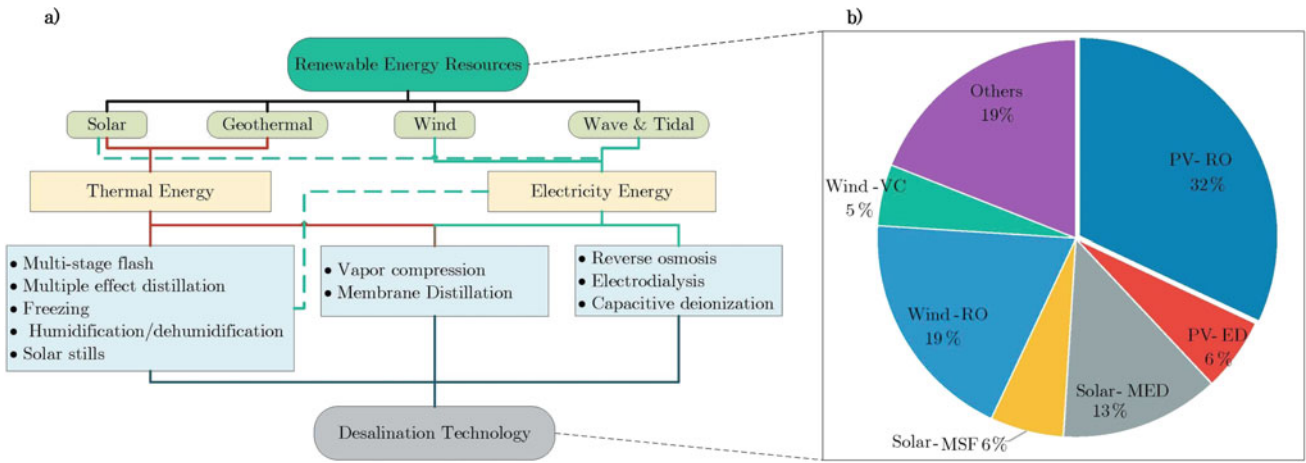 a)
Renewable Energy Resources
Solar
Geothermal
Wind
Wave & Tidal
Thermal Energy
Electricity Energy
● Multi-stage flash
● Multiple effect distillation
● Freezing
● Humidification/dehumidification
● Solar stills
● Vapor compression
● Membrane Distillation
● Reverse osmosis
● Electrodialysis
● Capacitive deionization
Desalination Technology
b)
Others
19%
PV- RO
32%
Wind -VC
5%
Wind -RO
19%
PV- ED
6%
Solar- MED
13%
Solar- MSF 6%